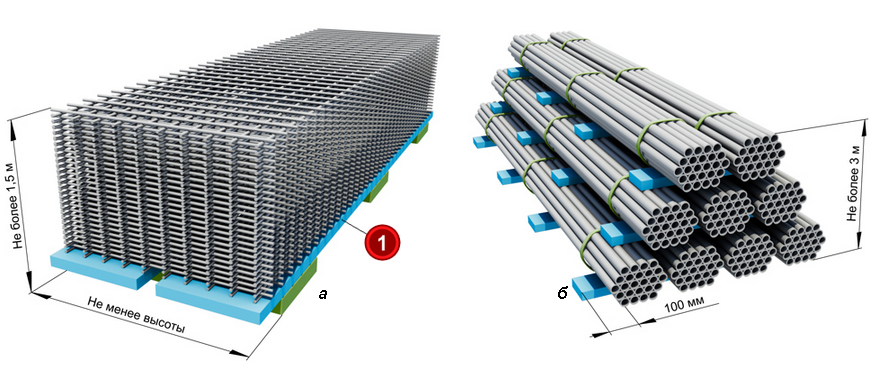 Не более 1,5 м
Не менее высоты
1
а
б
100 мм
Не более 3 м